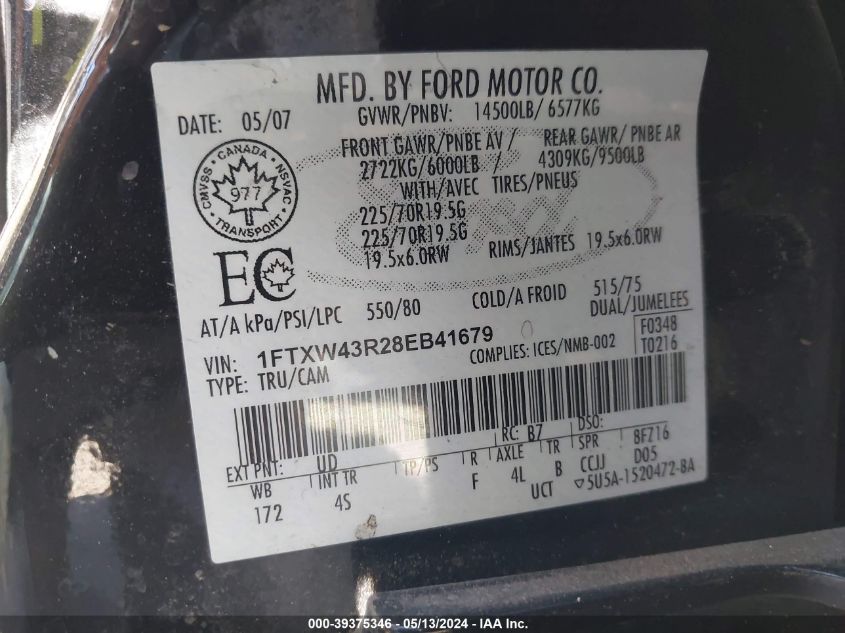 MFD. BY FORD MOTOR CO.
DATE: 05/07 GVWR/PNBV: 14500LB/ 6577KG
FRONT GAWR/PNBE AV / REAR GAWR/ PNBE AR
2722KG/6000LB / 4309KG/9500LB
WITH/AVEC TIRES/PNEUS
225/70R19.5G
225/70R19.5G
19.5x6.0RW RIMS/JANTES 19.5x6.0RW
CMVSS · CANADA · NSVAC
977
TRANSPORT
EC
AT/A kPa/PSI/LPC 550/80 COLD/A FROID 515/75
DUAL/JUMELEES
VIN: 1FTXW43R28EB41679 F0348
TYPE: TRU/CAM COMPLIES: ICES/NMB-002 T0216
EXT PNT: UD RC: B7 DSO:
WB INT TR TP/PS R AXLE TR SPR 8FZ16
172 4S F 4L B CCJJ D05
UCT ▽5U5A-1520472-BA
000-39375346 - 05/13/2024 - IAA Inc.